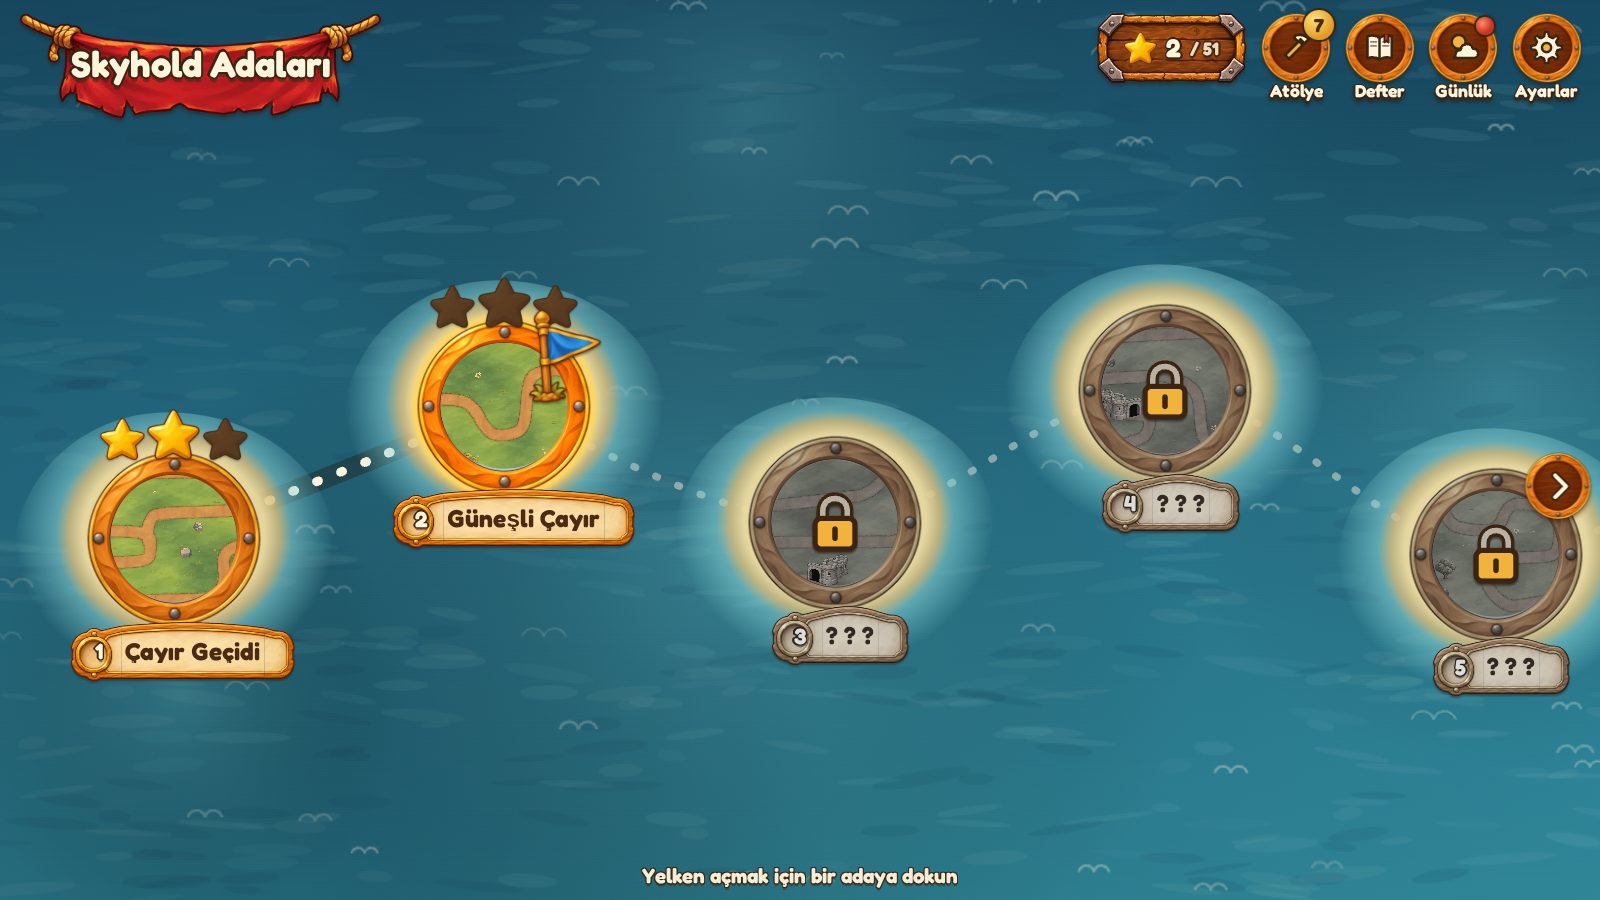 Skyhold Adaları
2 / 51
7
Atölye
Defter
Günlük
Ayarlar
2 Güneşli Çayır
4 ? ? ?
3 ? ? ?
1 Çayır Geçidi
5 ? ? ?
Yelken açmak için bir adaya dokun